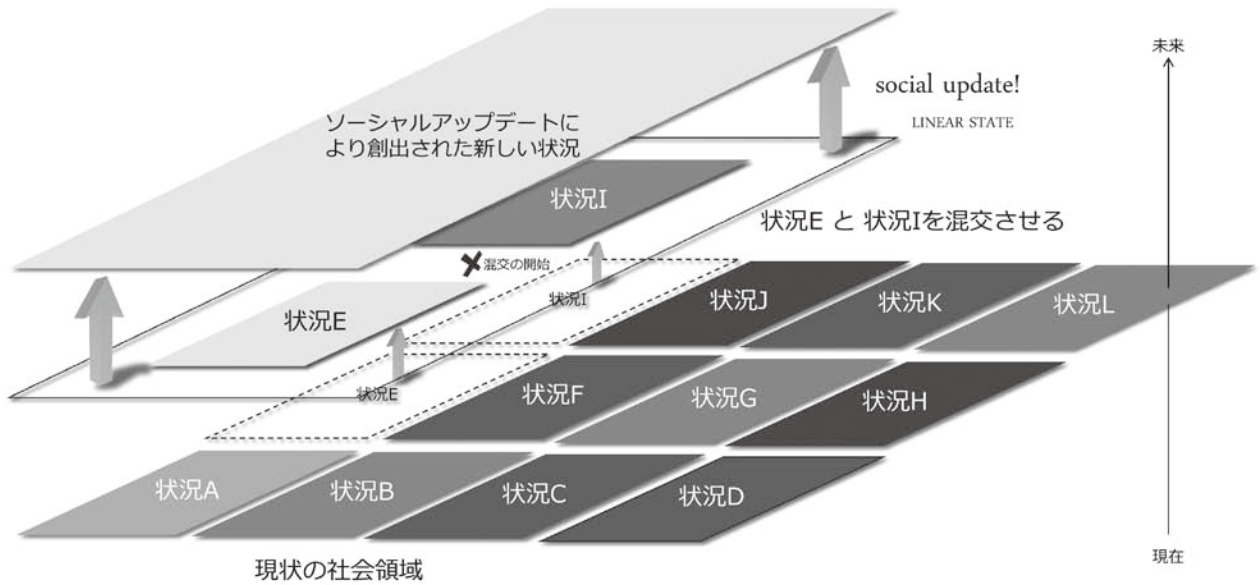 未来
social update!
LINEAR STATE
ソーシャルアップデートに
より創出された新しい状況
状況I
状況E と 状況Iを混交させる
混交の開始
状況I
状況E
状況J
状況K
状況L
状況E
状況F
状況G
状況H
状況A
状況B
状況C
状況D
現在
現状の社会領域